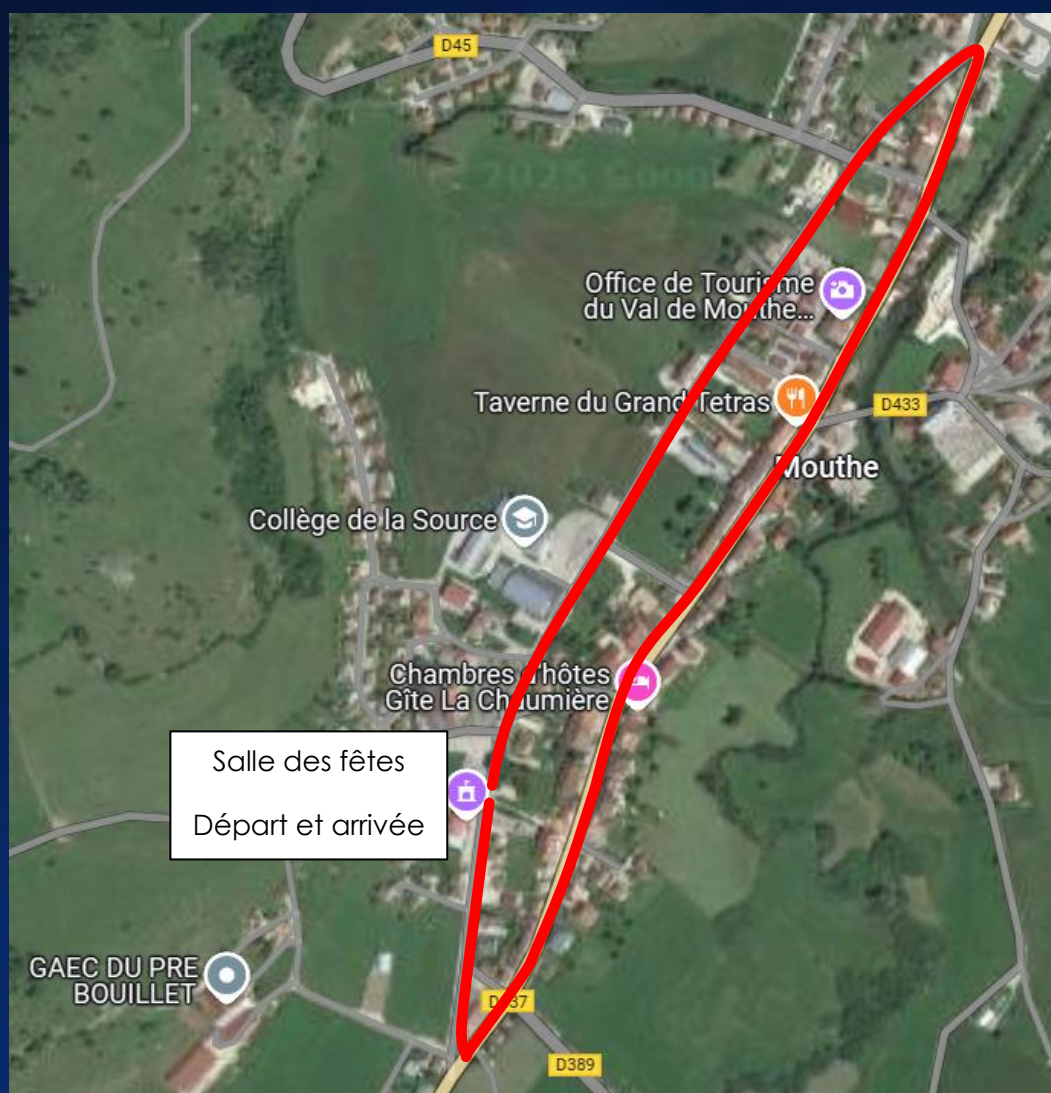 D45
Office de Tourisme
du Val de Mouthe...
Taverne du Grand Tetras
D433
Mouthe
Collège de la Source
Chambres d'hôtes
Gîte La Chaumière
Salle des fêtes
Départ et arrivée
GAEC DU PRE
BOUILLET
D389